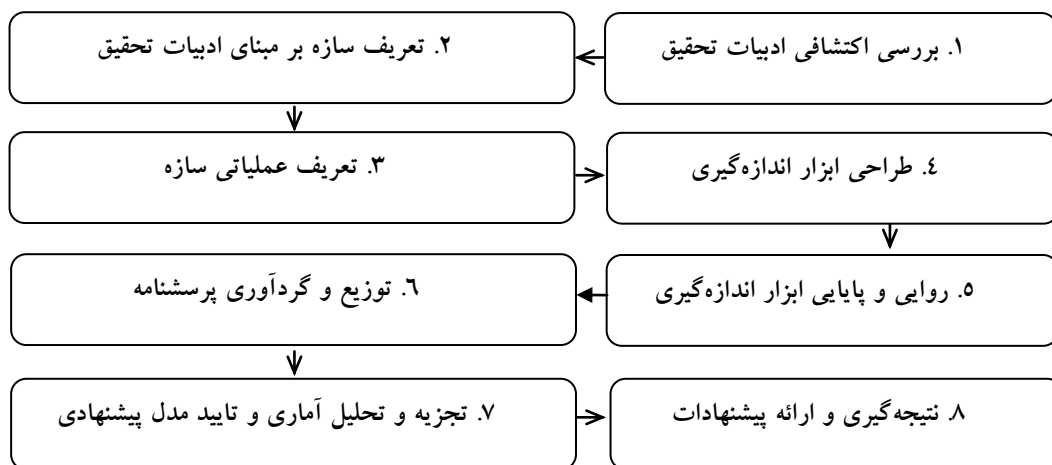 ۱. بررسی اکتشافی ادبیات تحقیق
۲. تعریف سازه بر مبنای ادبیات تحقیق
۳. تعریف عملیاتی سازه
٤. طراحی ابزار اندازه‌گیری
٥. روایی و پایایی ابزار اندازه‌گیری
٦. توزیع و گردآوری پرسشنامه
۷. تجزیه و تحلیل آماری و تایید مدل پیشنهادی
۸. نتیجه‌گیری و ارائه پیشنهادات